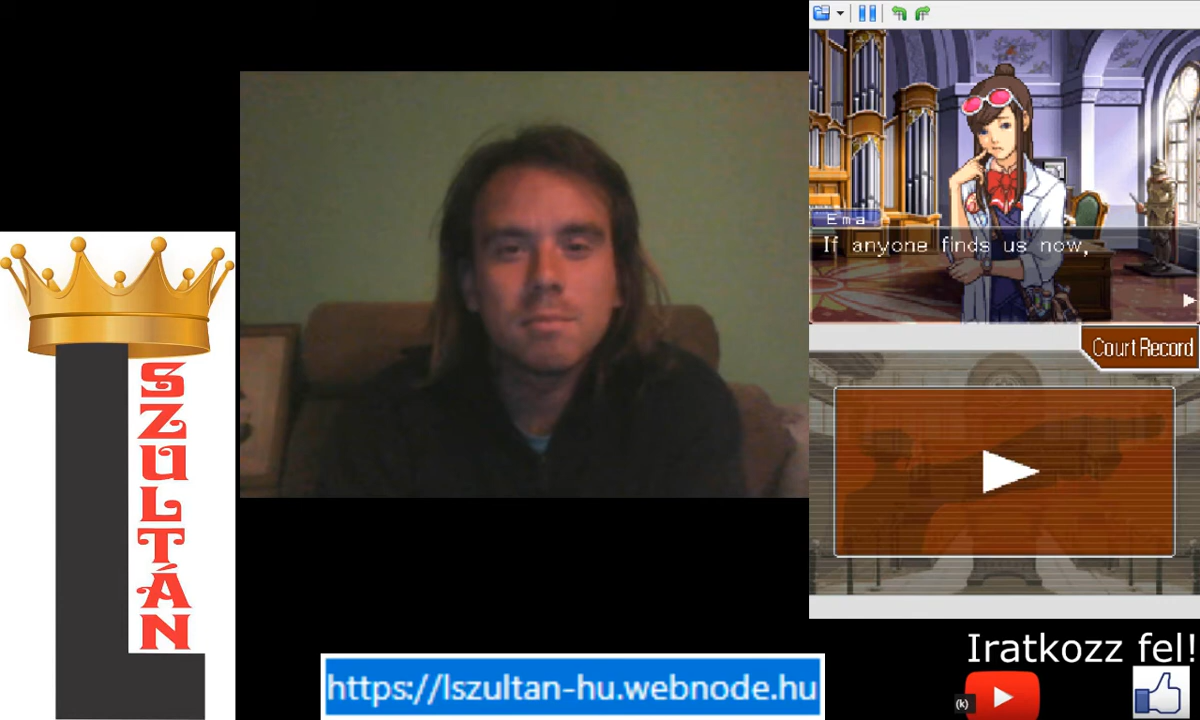 L
SZULTÁN
Ema
If anyone finds us now,
Court Record
https://lszultan-hu.webnode.hu
Iratkozz fel!
(k)